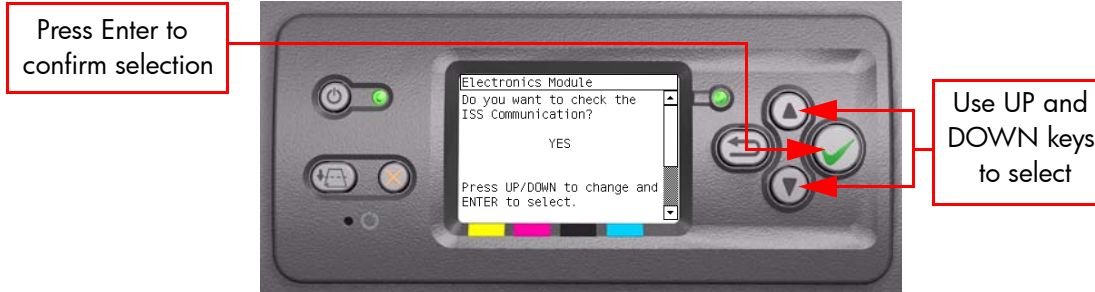 Press Enter to
confirm selection
Electronics Module
Do you want to check the
ISS Communication?
YES
Press UP/DOWN to change and
ENTER to select.
Use UP and
DOWN keys
to select